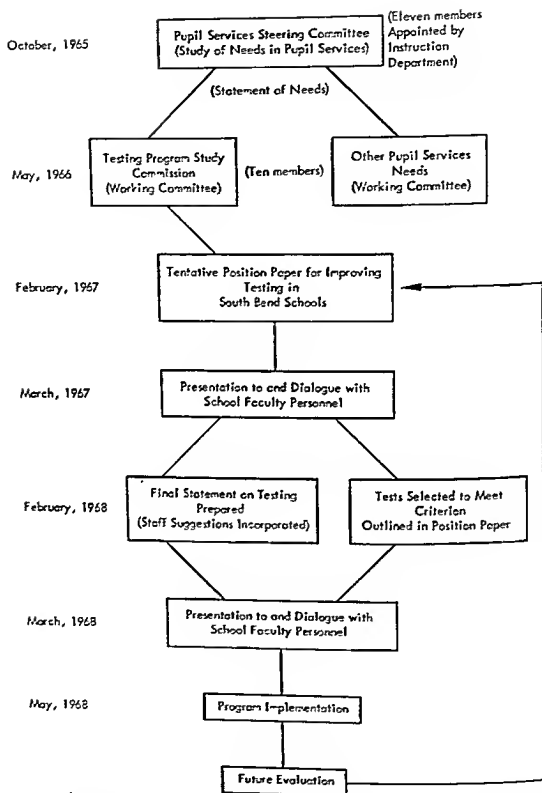 October, 1965
Pupil Services Steering Committee
(Study of Needs in Pupil Services)
(Eleven members
Appointed by
Instruction
Department)
(Statement of Needs)
May, 1966
Testing Program Study
Commission
(Working Committee)
(Ten members)
Other Pupil Services
Needs
(Working Committee)
February, 1967
Tentative Position Paper for Improving
Testing in
South Bend Schools
March, 1967
Presentation to and Dialogue with
School Faculty Personnel
February, 1968
Final Statement on Testing
Prepared
(Staff Suggestions Incorporated)
Tests Selected to Meet
Criterion
Outlined in Position Paper
March, 1968
Presentation to and Dialogue with
School Faculty Personnel
May, 1968
Program Implementation
Future Evaluation